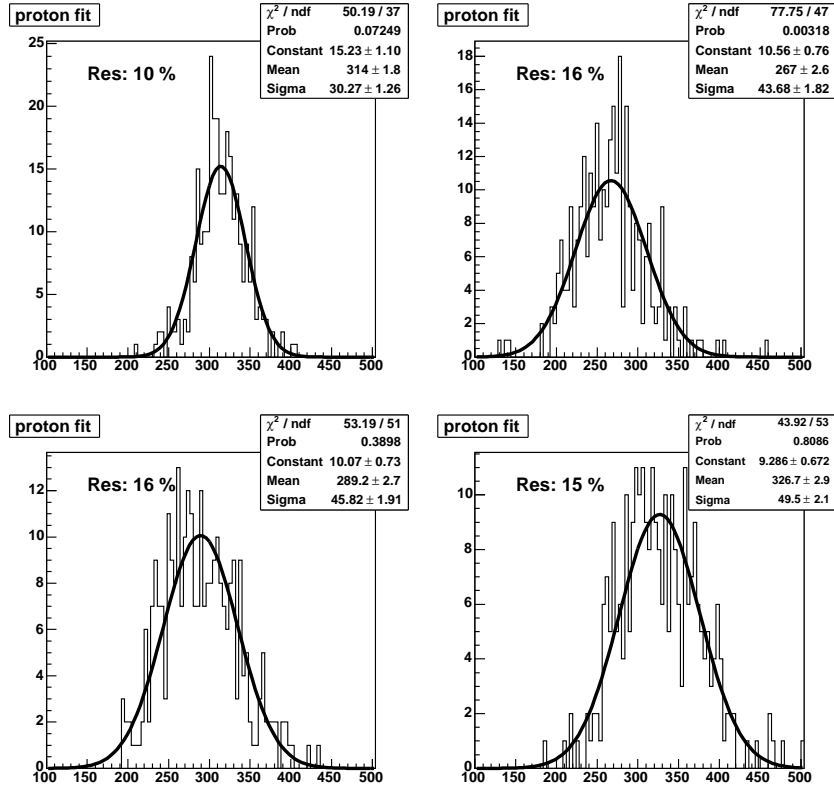 proton fit
χ² / ndf 50.19 / 37
Prob 0.07249
Constant 15.23 ± 1.10
Mean 314 ± 1.8
Sigma 30.27 ± 1.26
Res: 10 %
25
20
15
10
5
0
100 150 200 250 300 350 400 450 500
proton fit
χ² / ndf 77.75 / 47
Prob 0.00318
Constant 10.56 ± 0.76
Mean 267 ± 2.6
Sigma 43.68 ± 1.82
Res: 16 %
18
16
14
12
10
8
6
4
2
0
100 150 200 250 300 350 400 450 500
proton fit
χ² / ndf 53.19 / 51
Prob 0.3898
Constant 10.07 ± 0.73
Mean 289.2 ± 2.7
Sigma 45.82 ± 1.91
Res: 16 %
12
10
8
6
4
2
0
100 150 200 250 300 350 400 450 500
proton fit
χ² / ndf 43.92 / 53
Prob 0.8086
Constant 9.286 ± 0.672
Mean 326.7 ± 2.9
Sigma 49.5 ± 2.1
Res: 15 %
10
8
6
4
2
0
100 150 200 250 300 350 400 450 500